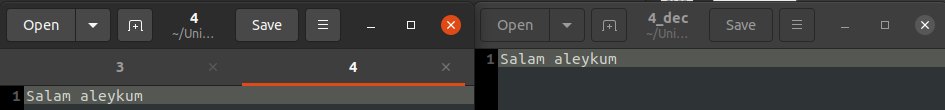 Open 4 ~/Uni... Save
3 4
1 Salam aleykum
Open 4_dec ~/Uni... Save
1 Salam aleykum